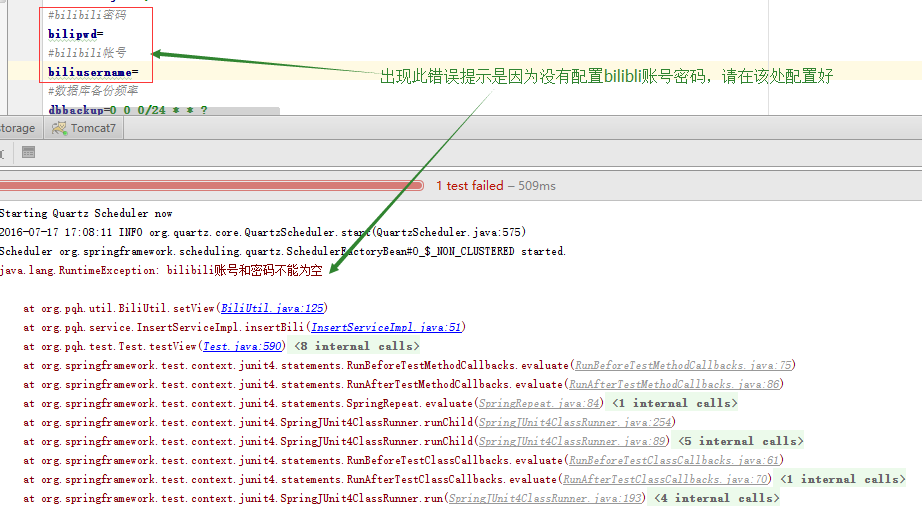 #bilibili密码
bilipwd=
#bilibili帐号
biliusername=
出现此错误提示是因为没有配置bilibli账号密码，请在该处配置好
#数据库备份频率
dbbackup=0 0 0/24 * * ?
torage Tomcat7
1 test failed – 509ms
Starting Quartz Scheduler now
2016-07-17 17:08:11 INFO org.quartz.core.QuartzScheduler.start(QuartzScheduler.java:575)
Scheduler org.springframework.scheduling.quartz.SchedulerFactoryBean#0_$_NON_CLUSTERED started.
java.lang.RuntimeException: bilibili账号和密码不能为空
at org.pqh.util.BiliUtil.setView(BiliUtil.java:125)
at org.pqh.service.InsertServiceImpl.insertBili(InsertServiceImpl.java:51)
at org.pqh.test.Test.testView(Test.java:590) <8 internal calls>
at org.springframework.test.context.junit4.statements.RunBeforeTestMethodCallbacks.evaluate(RunBeforeTestMethodCallbacks.java:75)
at org.springframework.test.context.junit4.statements.RunAfterTestMethodCallbacks.evaluate(RunAfterTestMethodCallbacks.java:86)
at org.springframework.test.context.junit4.statements.SpringRepeat.evaluate(SpringRepeat.java:84) <1 internal calls>
at org.springframework.test.context.junit4.SpringJUnit4ClassRunner.runChild(SpringJUnit4ClassRunner.java:254)
at org.springframework.test.context.junit4.SpringJUnit4ClassRunner.runChild(SpringJUnit4ClassRunner.java:89) <5 internal calls>
at org.springframework.test.context.junit4.statements.RunBeforeTestClassCallbacks.evaluate(RunBeforeTestClassCallbacks.java:61)
at org.springframework.test.context.junit4.statements.RunAfterTestClassCallbacks.evaluate(RunAfterTestClassCallbacks.java:70) <1 internal calls>
at org.springframework.test.context.junit4.SpringJUnit4ClassRunner.run(SpringJUnit4ClassRunner.java:193) <4 internal calls>